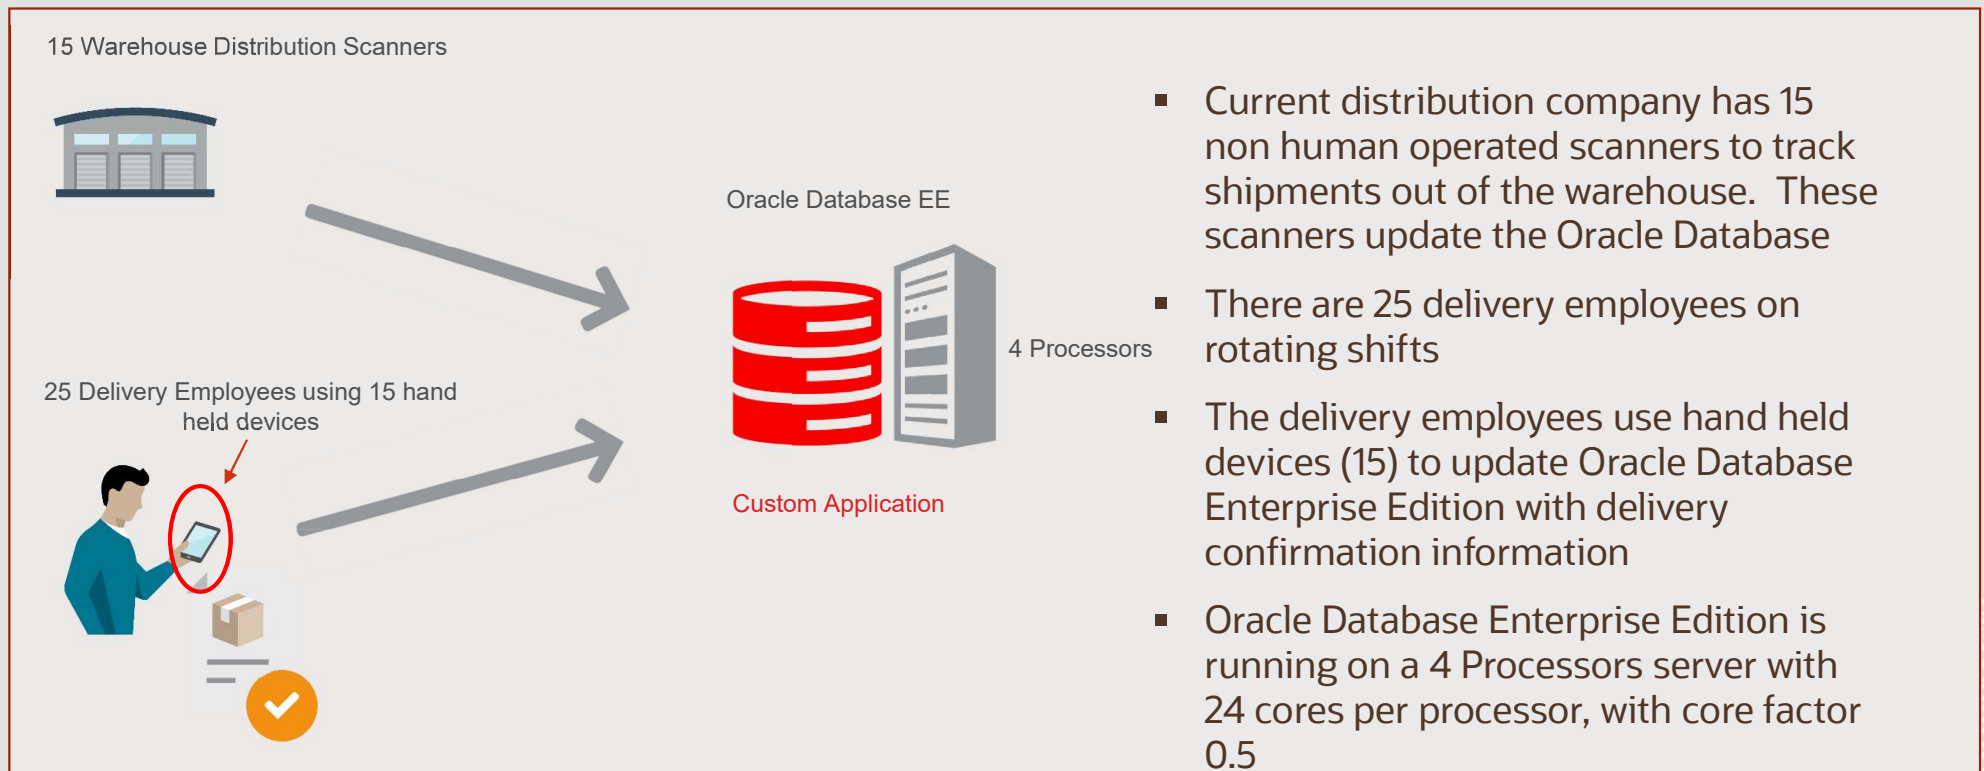 15 Warehouse Distribution Scanners
25 Delivery Employees using 15 hand
held devices
Oracle Database EE
4 Processors
Custom Application
▪ Current distribution company has 15
non human operated scanners to track
shipments out of the warehouse.  These
scanners update the Oracle Database
▪ There are 25 delivery employees on
rotating shifts
▪ The delivery employees use hand held
devices (15) to update Oracle Database
Enterprise Edition with delivery
confirmation information
▪ Oracle Database Enterprise Edition is
running on a 4 Processors server with
24 cores per processor, with core factor
0.5